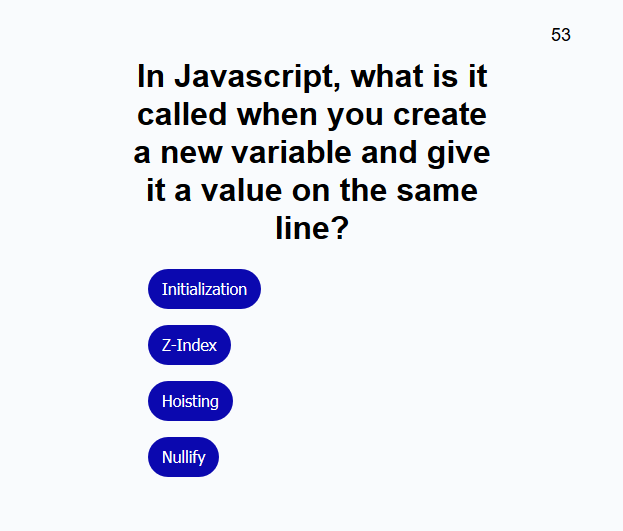 53
In Javascript, what is it
called when you create
a new variable and give
it a value on the same
line?
Initialization
Z-Index
Hoisting
Nullify